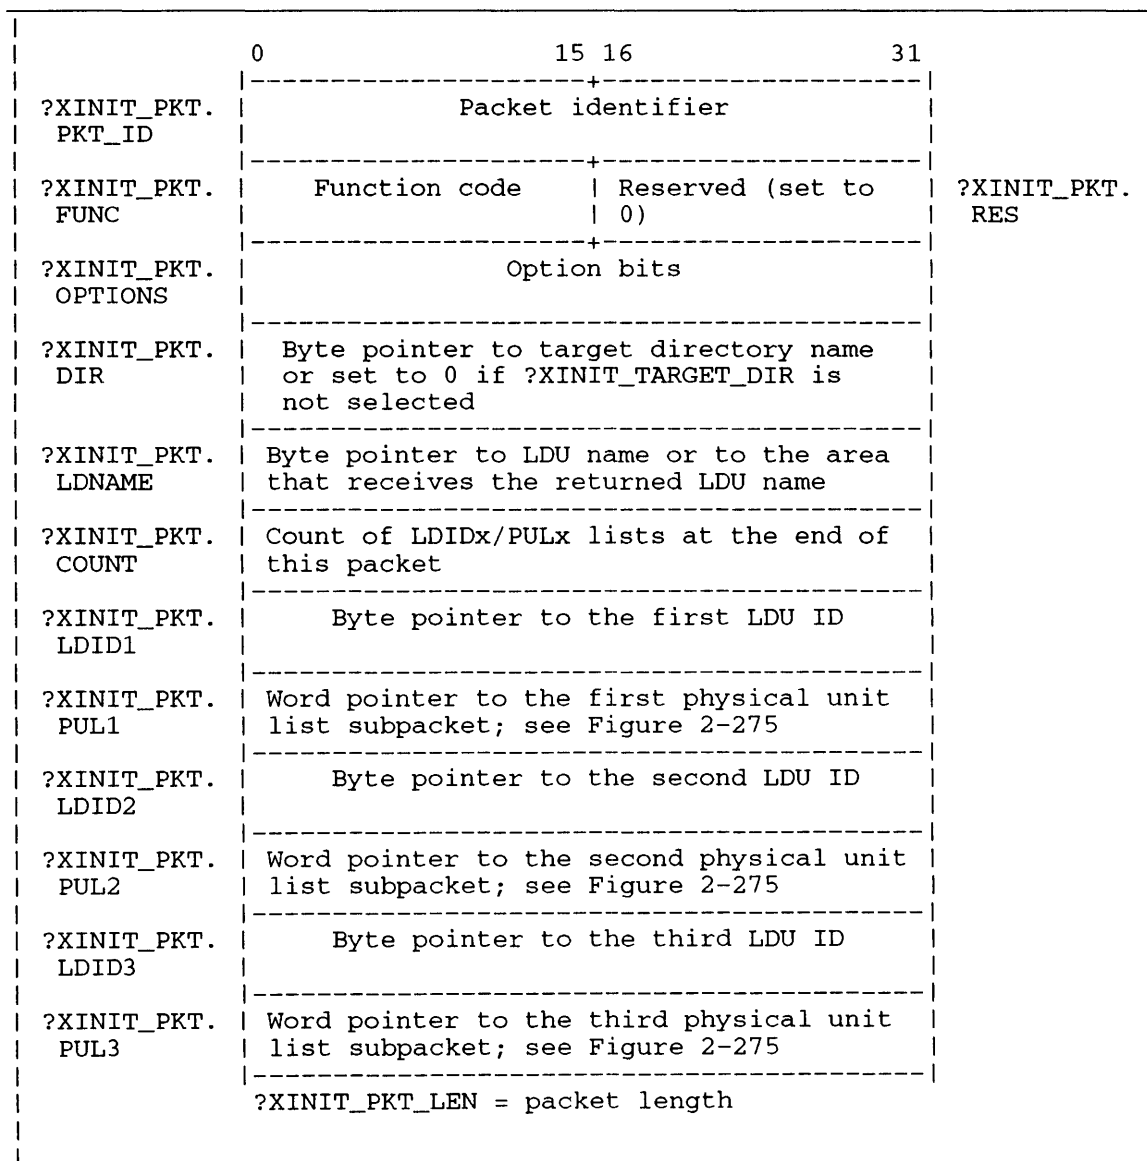 0 15 16 31
?XINIT_PKT. Packet identifier
PKT_ID
?XINIT_PKT. Function code | Reserved (set to ?XINIT_PKT.
FUNC | 0) RES
?XINIT_PKT. Option bits
OPTIONS
?XINIT_PKT. Byte pointer to target directory name
DIR or set to 0 if ?XINIT_TARGET_DIR is
not selected
?XINIT_PKT. Byte pointer to LDU name or to the area
LDNAME that receives the returned LDU name
?XINIT_PKT. Count of LDIDx/PULx lists at the end of
COUNT this packet
?XINIT_PKT. Byte pointer to the first LDU ID
LDID1
?XINIT_PKT. Word pointer to the first physical unit
PUL1 list subpacket; see Figure 2-275
?XINIT_PKT. Byte pointer to the second LDU ID
LDID2
?XINIT_PKT. Word pointer to the second physical unit
PUL2 list subpacket; see Figure 2-275
?XINIT_PKT. Byte pointer to the third LDU ID
LDID3
?XINIT_PKT. Word pointer to the third physical unit
PUL3 list subpacket; see Figure 2-275
?XINIT_PKT_LEN = packet length